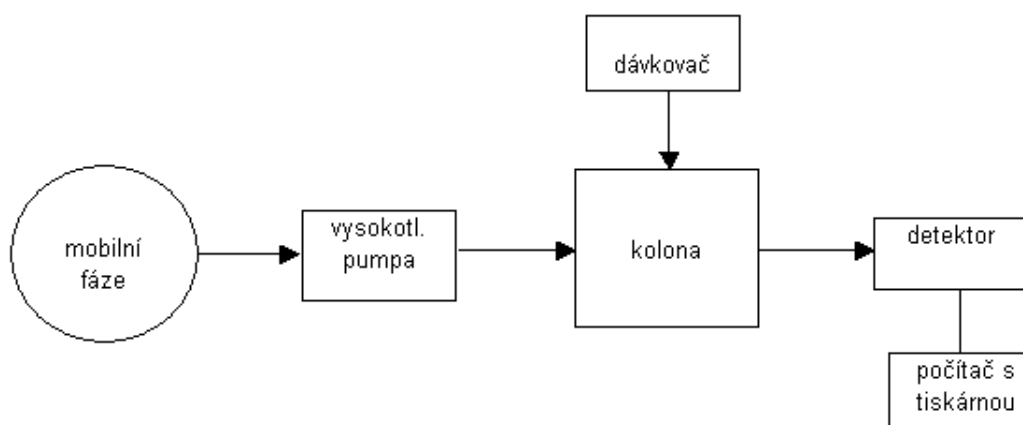 dávkovač
mobilní
fáze
vysokotl.
pumpa
kolona
detektor
počítač s
tiskárnou